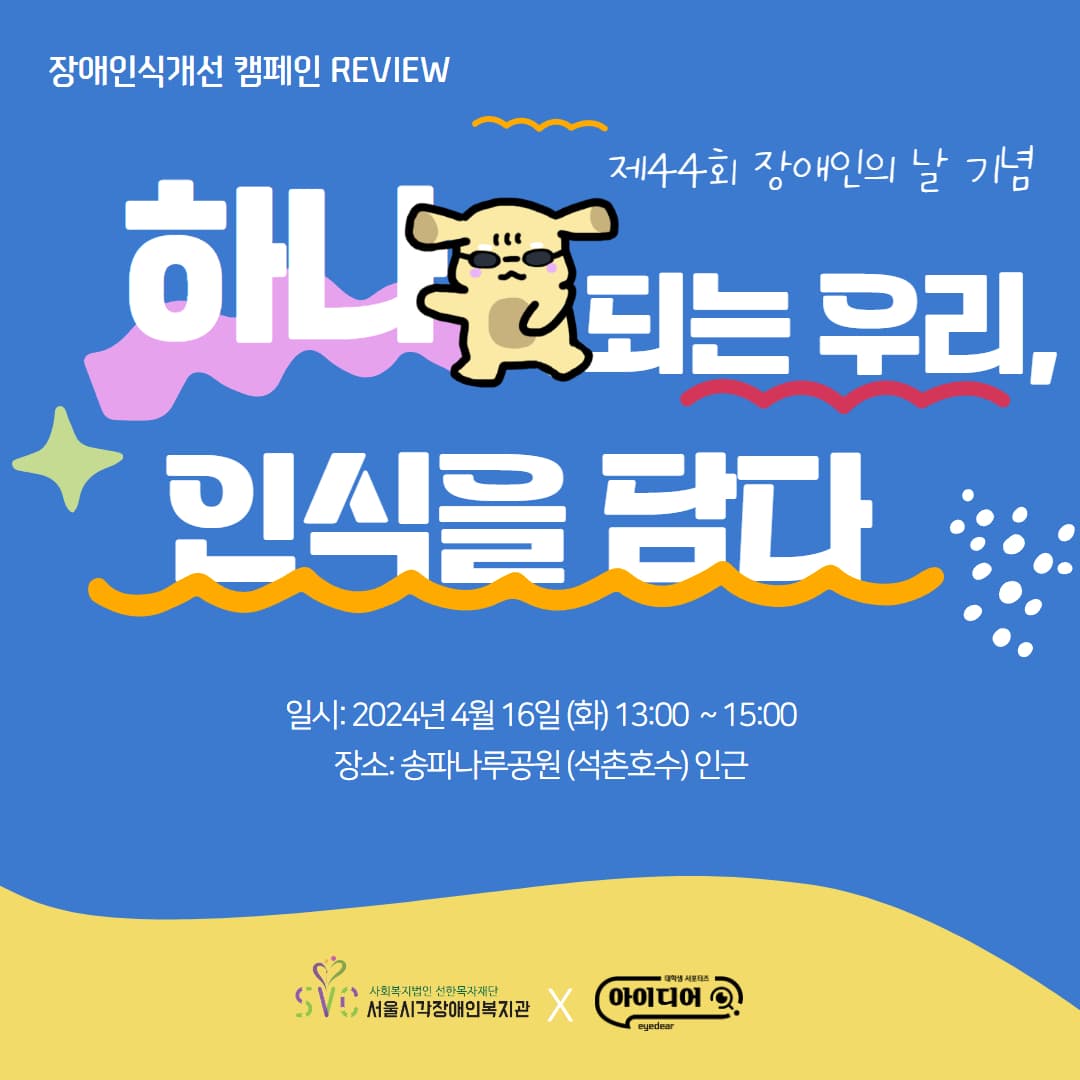 장애인식개선 캠페인 REVIEW
제44회 장애인의 날 기념
하나되는 우리,
인식을 담다
일시: 2024년 4월 16일 (화) 13:00 ~ 15:00
장소: 송파나루공원 (석촌호수) 인근
SVC 사회복지법인 선한목자재단
서울시각장애인복지관 X
대학생 서포터즈
아이디어
eyedear